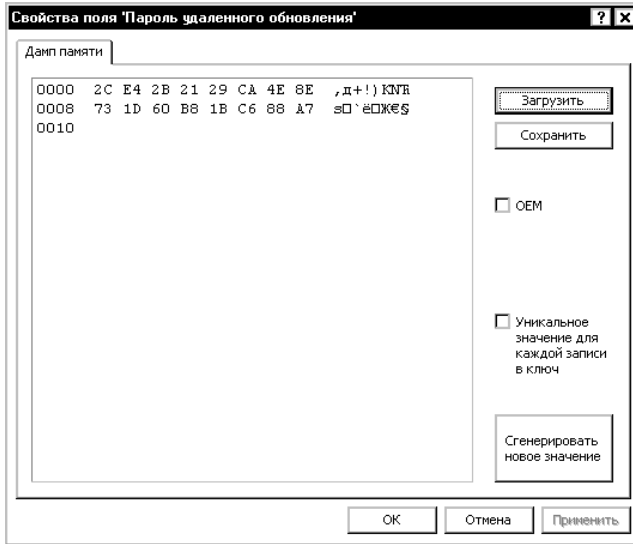 Свойства поля 'Пароль удаленного обновления'
Дамп памяти
0000 2C E4 2B 21 29 CA 4E 8E ,д+!)КNЋ
0008 73 1D 60 B8 1B C6 88 A7 s□`ё□Ж€§
0010
Загрузить
Сохранить
OEM
Уникальное
значение для
каждой записи
в ключ
Сгенерировать
новое значение
OK
Отмена
Применить